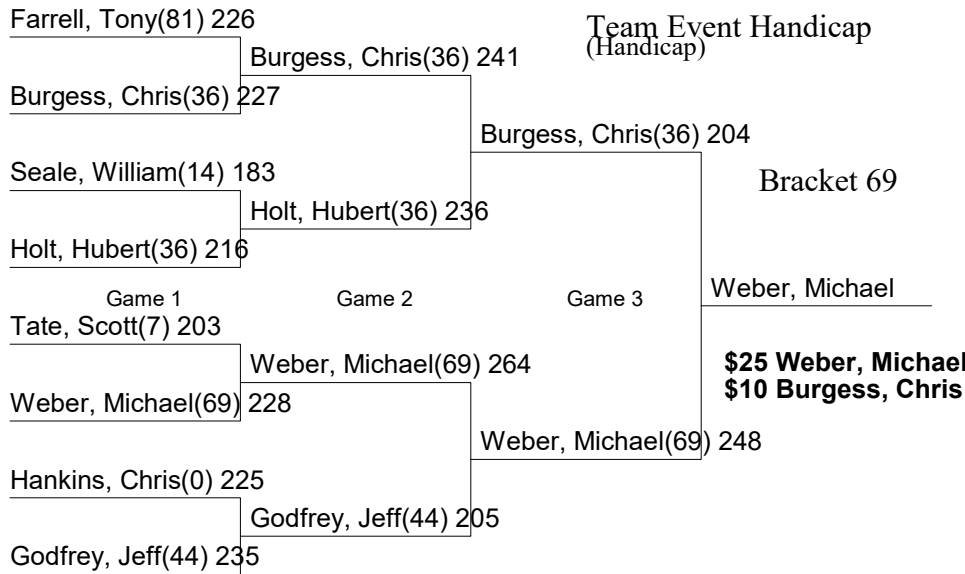 Farrell, Tony(81) 226
Team Event Handicap
(Handicap)
Burgess, Chris(36) 241
Burgess, Chris(36) 227
Burgess, Chris(36) 204
Seale, William(14) 183
Bracket 69
Holt, Hubert(36) 236
Holt, Hubert(36) 216
Game 1
Game 2
Game 3
Weber, Michael
Tate, Scott(7) 203
Weber, Michael(69) 264
$25 Weber, Michael
$10 Burgess, Chris
Weber, Michael(69) 228
Weber, Michael(69) 248
Hankins, Chris(0) 225
Godfrey, Jeff(44) 205
Godfrey, Jeff(44) 235